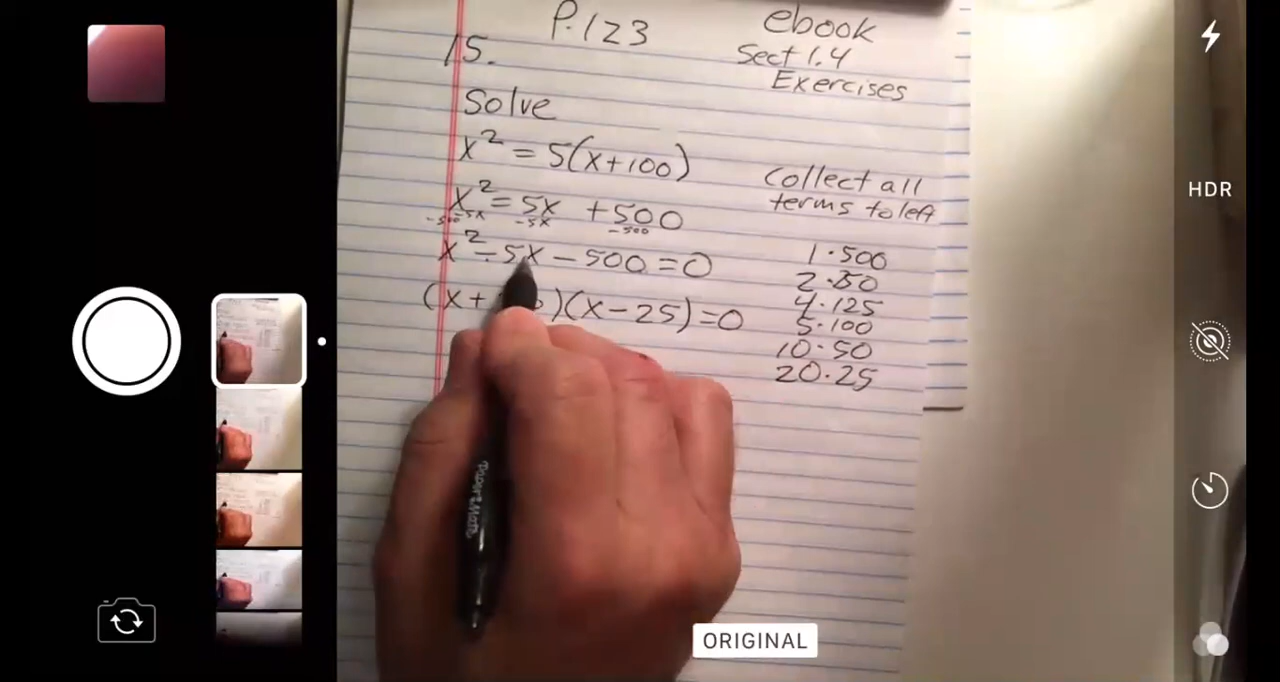 P.123
ebook
15.
Sect 1.4
Exercises
Solve
x² = 5(x+100)
Collect all
terms to left
x² = 5x + 500
-500 -5x -5x -500
x² - 5x - 500 = 0
1·500
2·50
4·125
5·100
10·50
20·25
(x+ )(x-25)=0
PaperMate
HDR
ORIGINAL